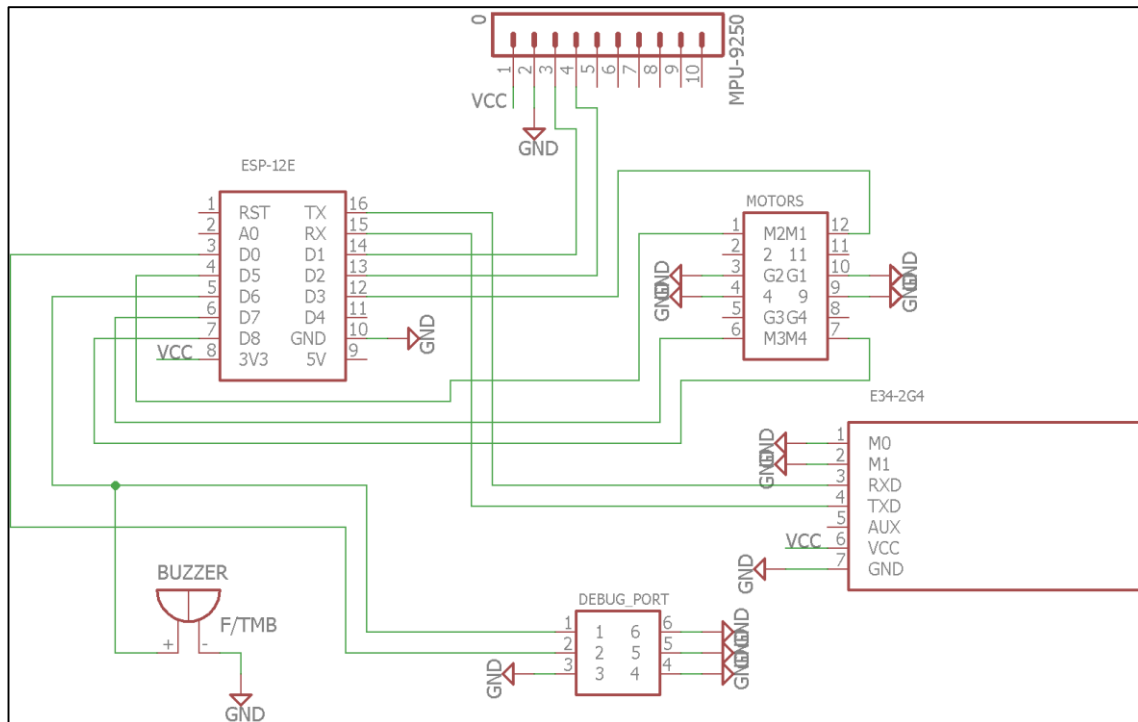 0
1 2 3 4 5 6 7 8 9 10
MPU-9250
VCC
GND
ESP-12E
1 RST TX 16
2 A0 RX 15
3 D0 D1 14
4 D5 D2 13
5 D6 D3 12
6 D7 D4 11
7 D8 GND 10
8 3V3 5V 9
VCC
GND
MOTORS
1 M2M1 12
2 2 11 11
3 G2 G1 10
4 4 9 9
5 G3G4 8
6 M3M4 7
GND
GND
GND
GND
E34-2G4
1 M0
2 M1
3 RXD
4 TXD
5 AUX
6 VCC
7 GND
GND
GND
VCC
GND
BUZZER
F/TMB
+ -
GND
DEBUG_PORT
1 1 6 6
2 2 5 5
3 3 4 4
GND
GND
GND
GND